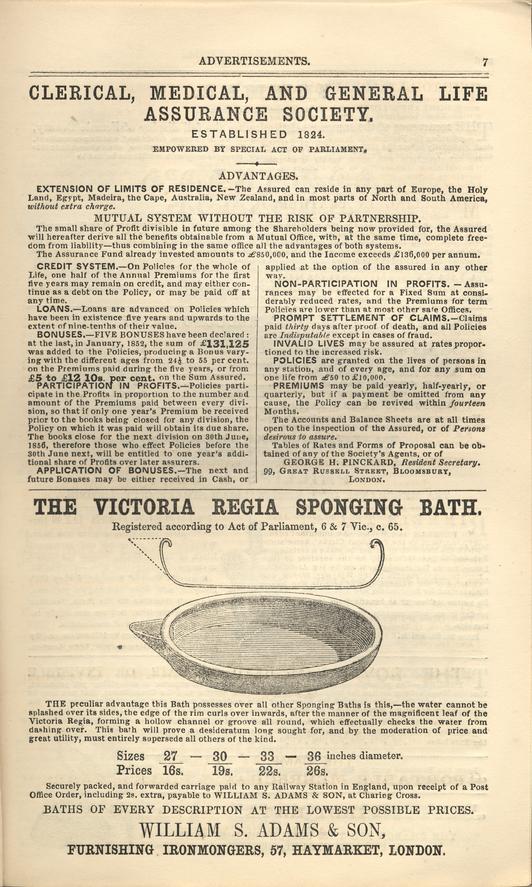 ADVERTISEMENTS. 7
CLERICAL, MEDICAL, AND GENERAL LIFE
ASSURANCE SOCIETY.
ESTABLISHED 1824.
EMPOWERED BY SPECIAL ACT OF PARLIAMENT.
ADVANTAGES.
EXTENSION OF LIMITS OF RESIDENCE.—The Assured can reside in any part of Europe, the Holy
Land, Egypt, Madeira, the Cape, Australia, New Zealand, and in most parts of North and South America,
without extra charge.
MUTUAL SYSTEM WITHOUT THE RISK OF PARTNERSHIP.
The small share of Profit divisible in future among the Shareholders being now provided for, the Assured
will hereafter derive all the benefits obtainable from a Mutual Office, with, at the same time, complete free-
dom from liability—thus combining in the same office all the advantages of both systems.
The Assurance Fund already invested amounts to £850,000, and the Income exceeds £136,000 per annum.
CREDIT SYSTEM.—On Policies for the whole of
Life, one half of the Annual Premiums for the first
five years may remain on credit, and may either con-
tinue as a debt on the Policy, or may be paid off at
any time.
LOANS.—Loans are advanced on Policies which
have been in existence five years and upwards to the
extent of nine-tenths of their value.
BONUSES.—FIVE BONUSES have been declared:
at the last, in January, 1852, the sum of £131,125
was added to the Policies, producing a Bonus vary-
ing with the different ages from 24½ to 55 per cent.
on the Premiums paid during the five years, or from
£5 to £12 10s. per cent. on the Sum Assured.
PARTICIPATION IN PROFITS.—Policies parti-
cipate in the Profits in proportion to the number and
amount of the Premiums paid between every divi-
sion, so that if only one year's Premium be received
prior to the books being closed for any division, the
Policy on which it was paid will obtain its due share.
The books close for the next division on 30th June,
1856, therefore those who effect Policies before the
30th June next, will be entitled to one year's addi-
tional share of Profits over later assurers.
APPLICATION OF BONUSES.—The next and
future Bonuses may be either received in Cash, or
applied at the option of the assured in any other
way.
NON-PARTICIPATION IN PROFITS.—Assu-
rances may be effected for a Fixed Sum at consi-
derably reduced rates, and the Premiums for term
Policies are lower than at most other safe Offices.
PROMPT SETTLEMENT OF CLAIMS.—Claims
paid thirty days after proof of death, and all Policies
are Indisputable except in cases of fraud.
INVALID LIVES may be assured at rates propor-
tioned to the increased risk.
POLICIES are granted on the lives of persons in
any station, and of every age, and for any sum on
one life from £50 to £10,000.
PREMIUMS may be paid yearly, half-yearly, or
quarterly, but if a payment be omitted from any
cause, the Policy can be revived within fourteen
Months.
The Accounts and Balance Sheets are at all times
open to the inspection of the Assured, or of Persons
desirous to assure.
Tables of Rates and Forms of Proposal can be ob-
tained of any of the Society's Agents, or of
GEORGE H. PINCKARD, Resident Secretary.
99, GREAT RUSSELL STREET, BLOOMSBURY,
LONDON.
THE VICTORIA REGIA SPONGING BATH.
Registered according to Act of Parliament, 6 & 7 Vic., c. 65.
THE peculiar advantage this Bath possesses over all other Sponging Baths is this,—the water cannot be
splashed over its sides, the edge of the rim curls over inwards, after the manner of the magnificent leaf of the
Victoria Regia, forming a hollow channel or groove all round, which effectually checks the water from
dashing over. This bath will prove a desideratum long sought for, and by the moderation of price and
great utility, must entirely supersede all others of the kind.
Sizes 27 — 30 — 33 — 36 inches diameter.
Prices 16s. 19s. 22s. 26s.
Securely packed, and forwarded carriage paid to any Railway Station in England, upon receipt of a Post
Office Order, including 2s. extra, payable to WILLIAM S. ADAMS & SON, at Charing Cross.
BATHS OF EVERY DESCRIPTION AT THE LOWEST POSSIBLE PRICES.
WILLIAM S. ADAMS & SON,
FURNISHING IRONMONGERS, 57, HAYMARKET, LONDON.